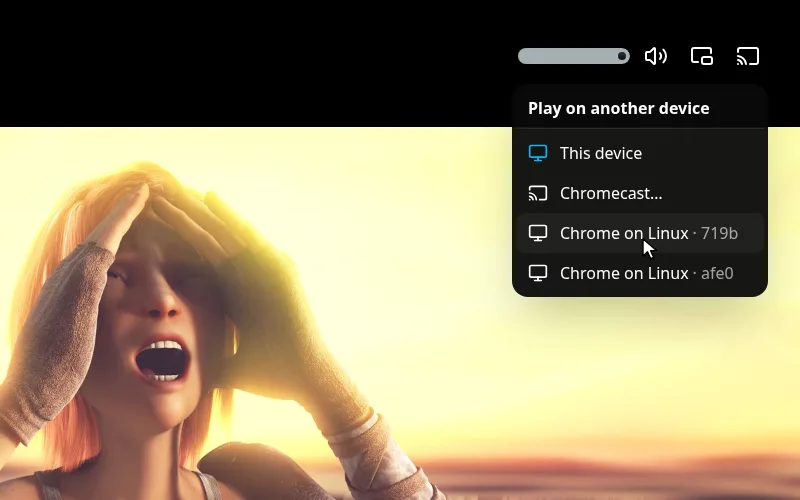 Play on another device
This device
Chromecast...
Chrome on Linux · 719b
Chrome on Linux · afe0